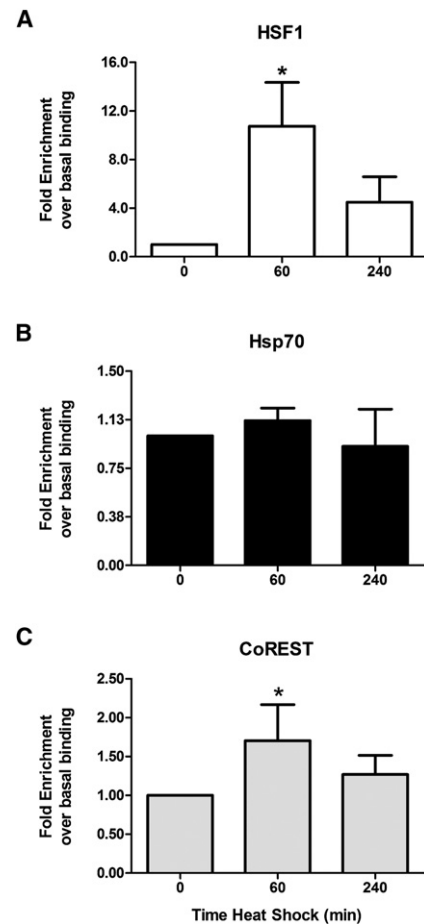 A
HSF1
Fold Enrichment
over basal binding
16.0
12.0
8.0
4.0
0.0
*
0 60 240
B
Hsp70
Fold Enrichment
over basal binding
1.50
1.13
0.75
0.38
0.00
0 60 240
C
CoREST
Fold Enrichment
over basal binding
2.50
2.00
1.50
1.00
0.50
0.00
*
0 60 240
Time Heat Shock (min)